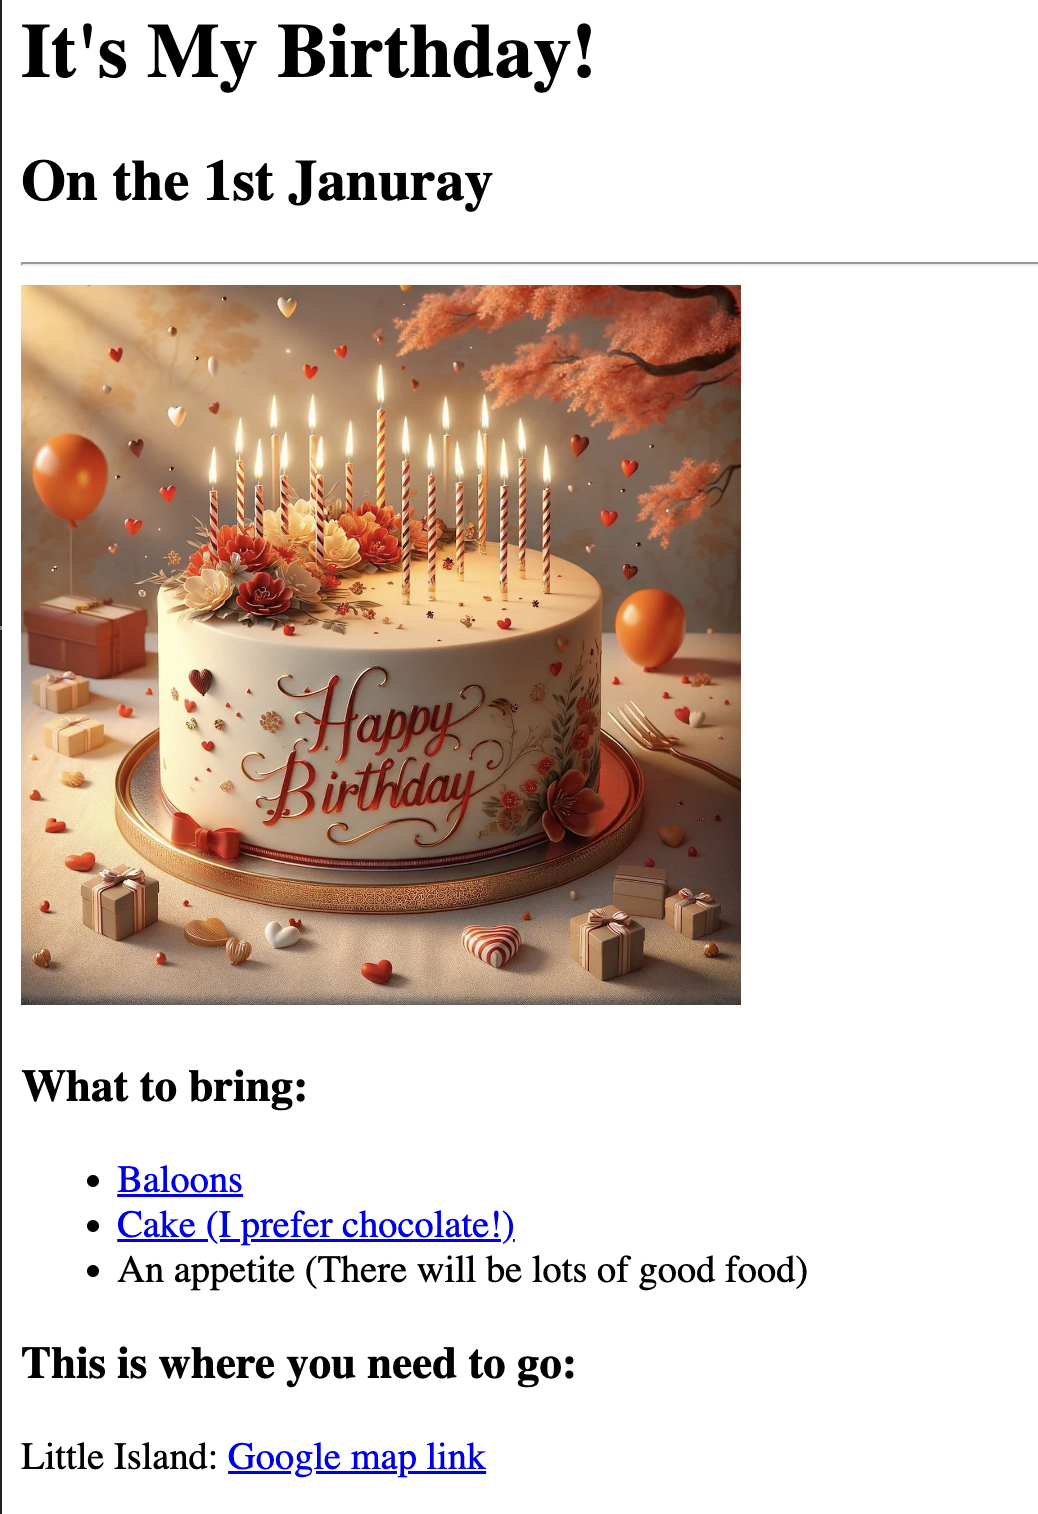 It's My Birthday!
On the 1st Januray
Happy
Birthday
What to bring:
Baloons
Cake (I prefer chocolate!)
An appetite (There will be lots of good food)
This is where you need to go:
Little Island: Google map link